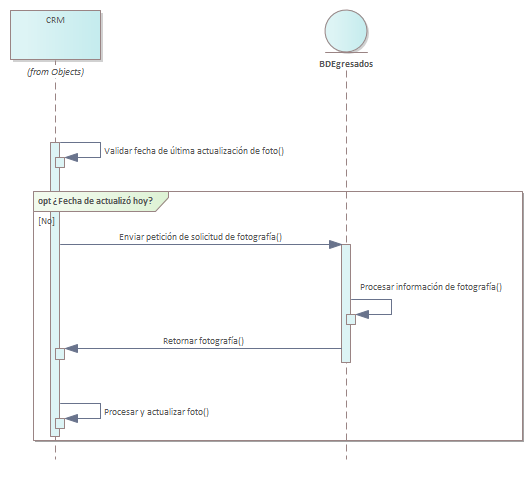 CRM
(from Objects)
BDEgresados
Validar fecha de última actualización de foto()
opt ¿Fecha de actualizó hoy?
[No]
Enviar petición de solicitud de fotografía()
Procesar información de fotografía()
Retornar fotografía()
Procesar y actualizar foto()